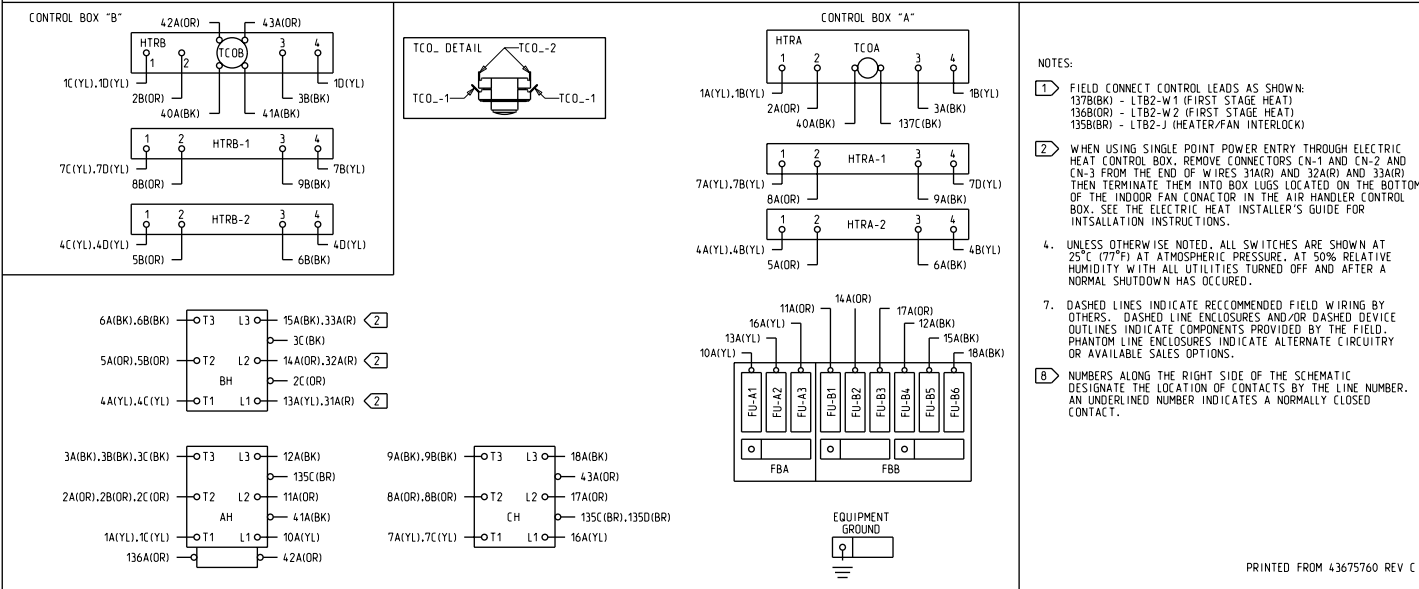 CONTROL BOX "B"
42A(OR)
43A(OR)
HTRB
1
2
TCOB
3
4
1C(YL).1D(YL)
1D(YL)
2B(OR)
3B(BK)
40A(BK)
41A(BK)
1
2
HTRB-1
3
4
7C(YL).7D(YL)
7B(YL)
8B(OR)
9B(BK)
1
2
HTRB-2
3
4
4C(YL).4D(YL)
4D(YL)
5B(OR)
6B(BK)
TCO_ DETAIL
TCO_-2
TCO_-1
TCO_-1
CONTROL BOX "A"
HTRA
TCOA
1
2
3
4
1A(YL).1B(YL)
1B(YL)
2A(OR)
3A(BK)
40A(BK)
137C(BK)
1
2
HTRA-1
3
4
7A(YL).7B(YL)
7D(YL)
8A(OR)
9A(BK)
1
2
HTRA-2
3
4
4A(YL).4B(YL)
4B(YL)
5A(OR)
6A(BK)
6A(BK).6B(BK)
T3
L3
15A(BK).33A(R)
2
3C(BK)
5A(OR).5B(OR)
T2
L2
14A(OR).32A(R)
2
BH
2C(OR)
4A(YL).4C(YL)
T1
L1
13A(YL).31A(R)
2
3A(BK).3B(BK).3C(BK)
T3
L3
12A(BK)
135C(BR)
2A(OR).2B(OR).2C(OR)
T2
L2
11A(OR)
AH
41A(BK)
1A(YL).1C(YL)
T1
L1
10A(YL)
136A(OR)
42A(OR)
9A(BK).9B(BK)
T3
L3
18A(BK)
43A(OR)
8A(OR).8B(OR)
T2
L2
17A(OR)
CH
135C(BR).135D(BR)
7A(YL).7C(YL)
T1
L1
16A(YL)
14A(OR)
11A(OR)
17A(OR)
16A(YL)
12A(BK)
13A(YL)
15A(BK)
10A(YL)
18A(BK)
FU-A1
FU-A2
FU-A3
FU-B1
FU-B2
FU-B3
FU-B4
FU-B5
FU-B6
FBA
FBB
EQUIPMENT
GROUND
NOTES:
1 FIELD CONNECT CONTROL LEADS AS SHOWN:
137B(BK) - LTB2-W1 (FIRST STAGE HEAT)
136B(OR) - LTB2-W2 (FIRST STAGE HEAT)
135B(BR) - LTB2-J (HEATER/FAN INTERLOCK)
2 WHEN USING SINGLE POINT POWER ENTRY THROUGH ELECTRIC
HEAT CONTROL BOX. REMOVE CONNECTORS CN-1 AND CN-2 AND
CN-3 FROM THE END OF WIRES 31A(R) AND 32A(R) AND 33A(R)
THEN TERMINATE THEM INTO BOX LUGS LOCATED ON THE BOTTOM
OF THE INDOOR FAN CONACTOR IN THE AIR HANDLER CONTROL
BOX. SEE THE ELECTRIC HEAT INSTALLER'S GUIDE FOR
INTSALLATION INSTRUCTIONS.
4. UNLESS OTHERWISE NOTED. ALL SWITCHES ARE SHOWN AT
25°C (77°F) AT ATMOSPHERIC PRESSURE. AT 50% RELATIVE
HUMIDITY WITH ALL UTILITIES TURNED OFF AND AFTER A
NORMAL SHUTDOWN HAS OCCURED.
7. DASHED LINES INDICATE RECCOMMENDED FIELD WIRING BY
OTHERS. DASHED LINE ENCLOSURES AND/OR DASHED DEVICE
OUTLINES INDICATE COMPONENTS PROVIDED BY THE FIELD.
PHANTOM LINE ENCLOSURES INDICATE ALTERNATE CIRCUITRY
OR AVAILABLE SALES OPTIONS.
8 NUMBERS ALONG THE RIGHT SIDE OF THE SCHEMATIC
DESIGNATE THE LOCATION OF CONTACTS BY THE LINE NUMBER.
AN UNDERLINED NUMBER INDICATES A NORMALLY CLOSED
CONTACT.
PRINTED FROM 43675760 REV C